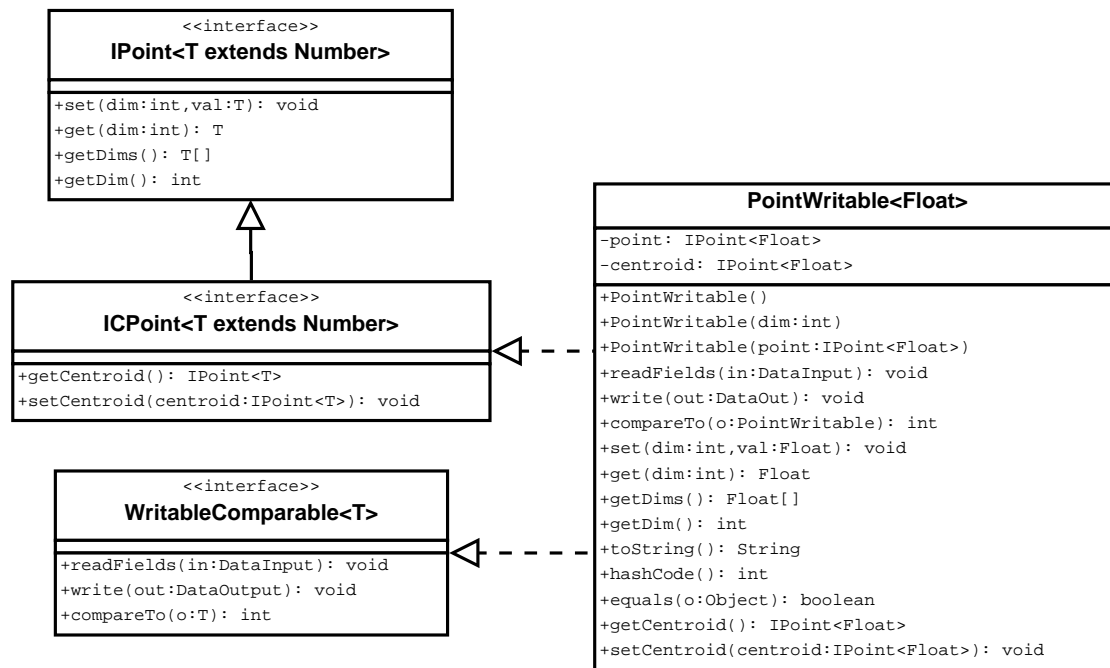 <<interface>>
IPoint<T extends Number>
+set(dim:int,val:T): void
+get(dim:int): T
+getDims(): T[]
+getDim(): int
<<interface>>
ICPoint<T extends Number>
+getCentroid(): IPoint<T>
+setCentroid(centroid:IPoint<T>): void
<<interface>>
WritableComparable<T>
+readFields(in:DataInput): void
+write(out:DataOutput): void
+compareTo(o:T): int
PointWritable<Float>
-point: IPoint<Float>
-centroid: IPoint<Float>
+PointWritable()
+PointWritable(dim:int)
+PointWritable(point:IPoint<Float>)
+readFields(in:DataInput): void
+write(out:DataOut): void
+compareTo(o:PointWritable): int
+set(dim:int,val:Float): void
+get(dim:int): Float
+getDims(): Float[]
+getDim(): int
+toString(): String
+hashCode(): int
+equals(o:Object): boolean
+getCentroid(): IPoint<Float>
+setCentroid(centroid:IPoint<Float>): void